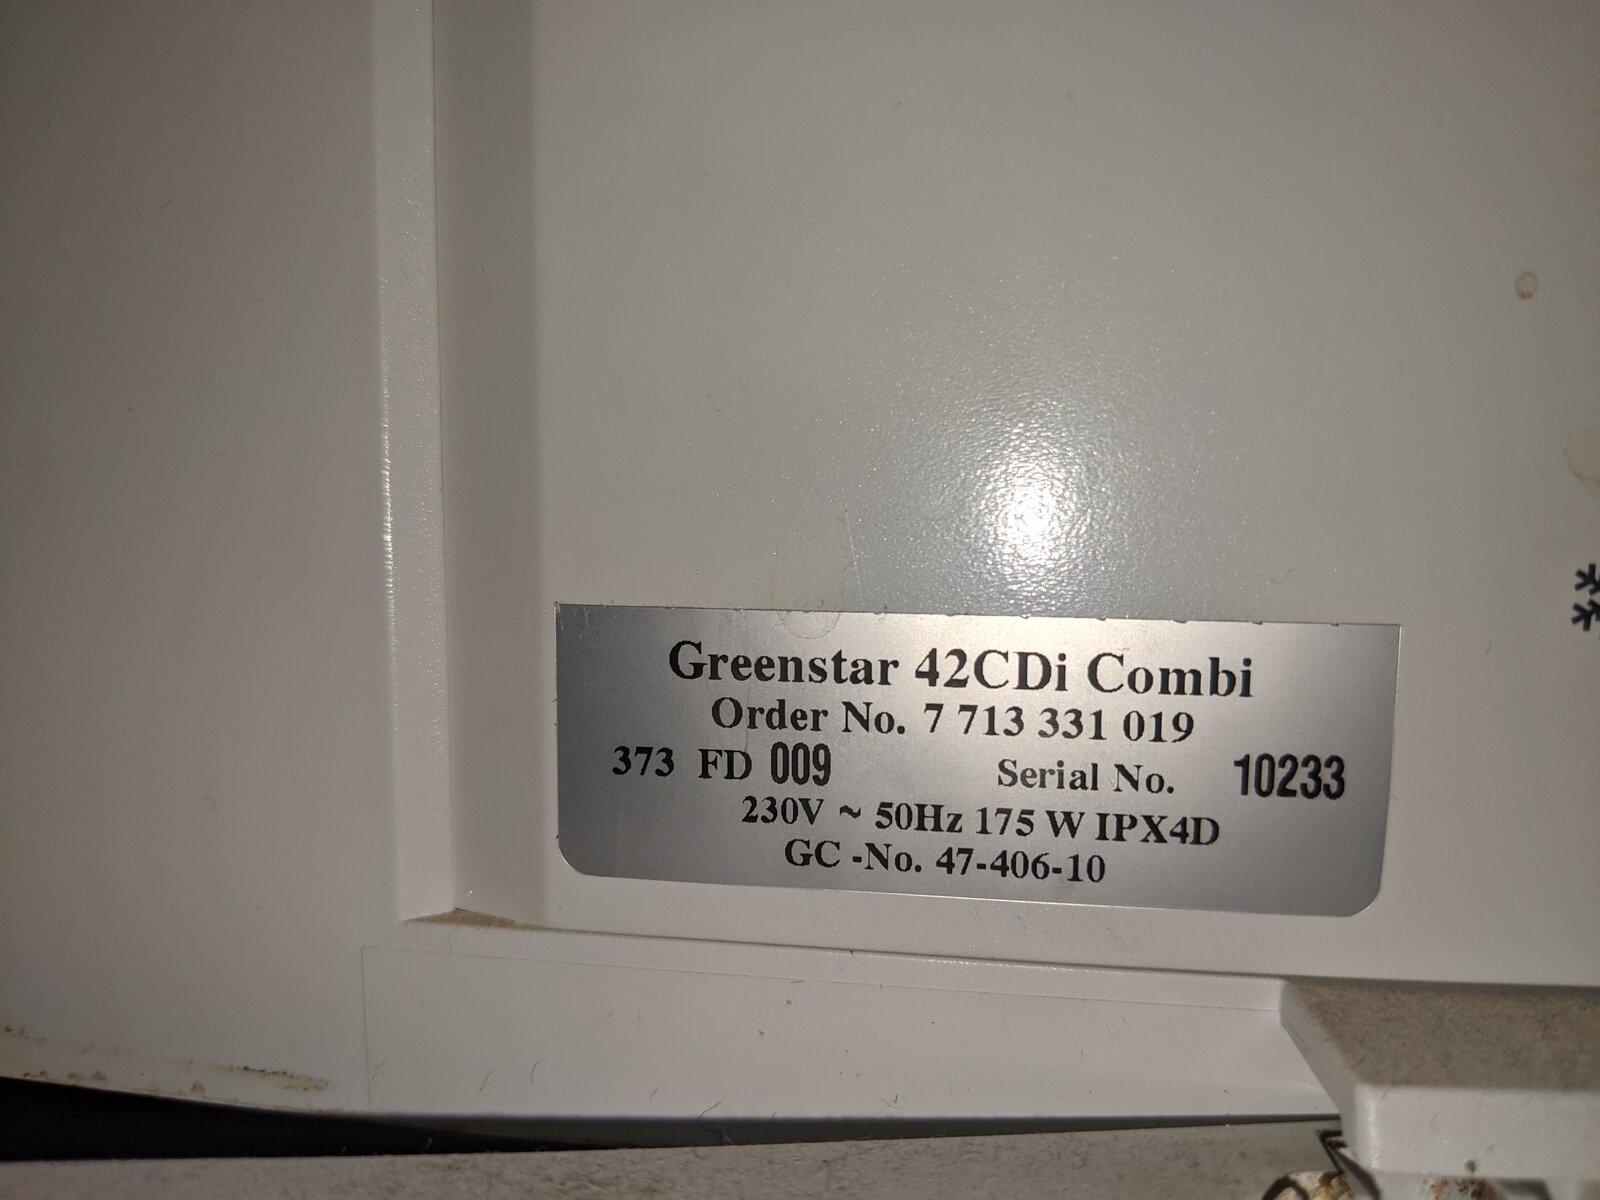 Greenstar 42CDi Combi
Order No. 7 713 331 019
373 FD 009 Serial No. 10233
230V ~ 50Hz 175 W IPX4D
GC -No. 47-406-10
**